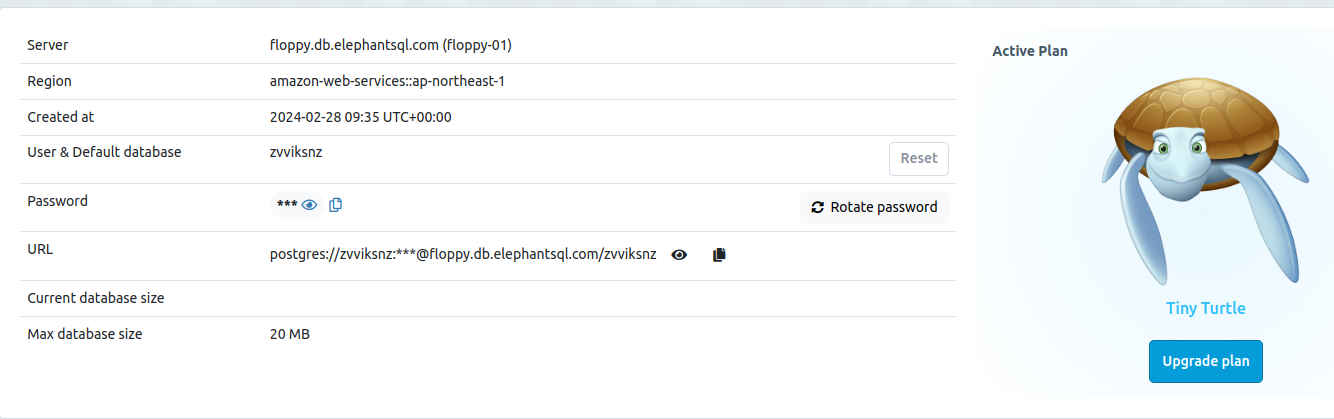 Server floppy.db.elephantsql.com (floppy-01)
Region amazon-web-services::ap-northeast-1
Created at 2024-02-28 09:35 UTC+00:00
User & Default database zvviksnz Reset
Password *** Rotate password
URL postgres://zvviksnz:***@floppy.db.elephantsql.com/zvviksnz
Current database size
Max database size 20 MB
Active Plan
Tiny Turtle
Upgrade plan